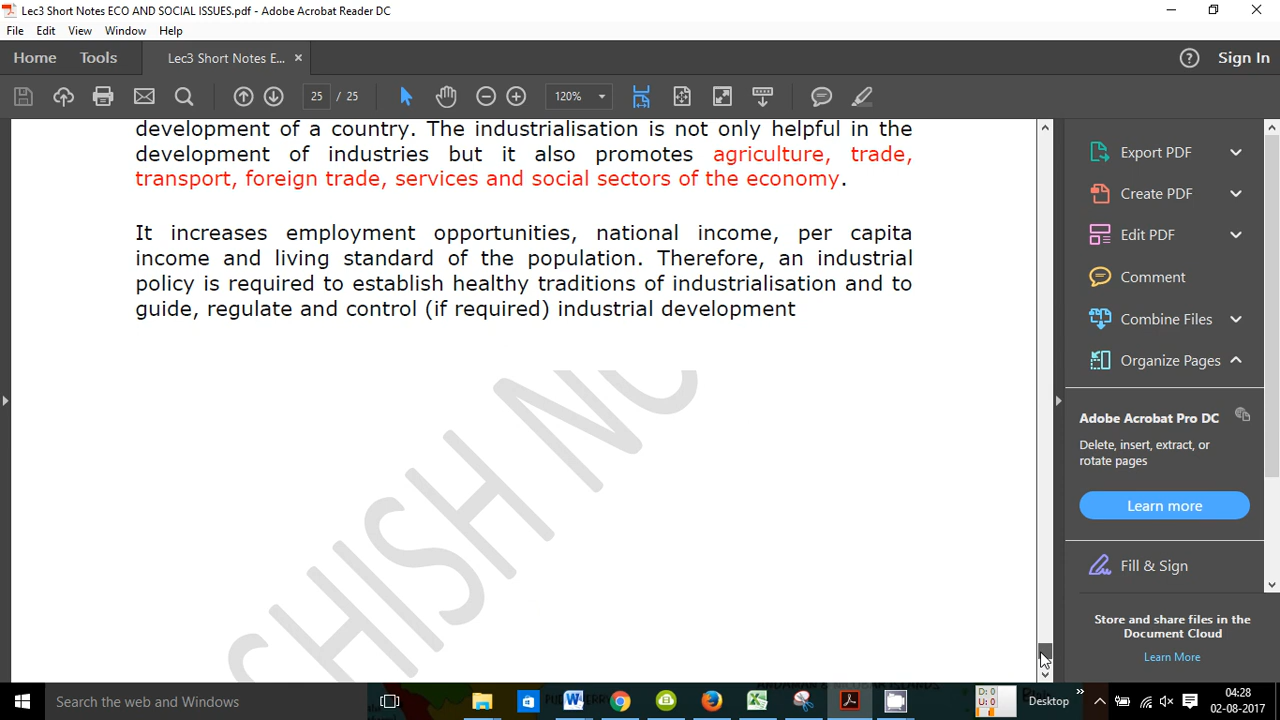 Lec3 Short Notes ECO AND SOCIAL ISSUES.pdf - Adobe Acrobat Reader DC
File Edit View Window Help
Home Tools Lec3 Short Notes E... × ? Sign In
25 / 25 120%
development of a country. The industrialisation is not only helpful in the
development of industries but it also promotes agriculture, trade,
transport, foreign trade, services and social sectors of the economy.
It increases employment opportunities, national income, per capita
income and living standard of the population. Therefore, an industrial
policy is required to establish healthy traditions of industrialisation and to
guide, regulate and control (if required) industrial development
Export PDF
Create PDF
Edit PDF
Comment
Combine Files
Organize Pages
Adobe Acrobat Pro DC
Delete, insert, extract, or
rotate pages
Learn more
Fill & Sign
Store and share files in the
Document Cloud
Learn More
Search the web and Windows
D: 0
U: 0
Desktop
04:28
02-08-2017